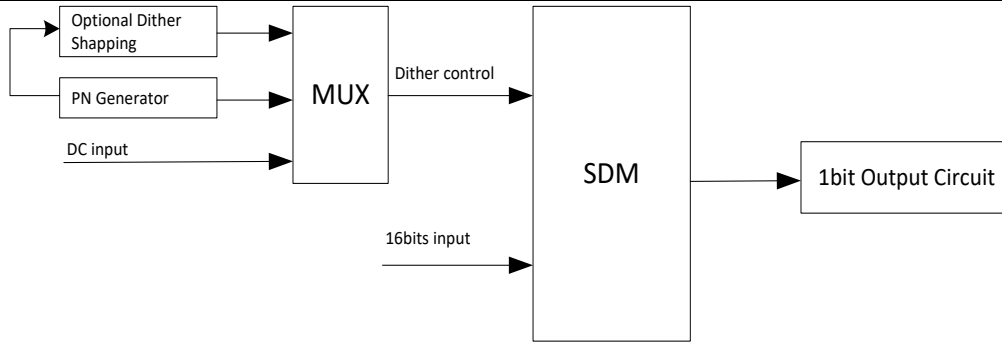 Optional Dither
Shapping
PN Generator
DC input
MUX
Dither control
16bits input
SDM
1bit Output Circuit